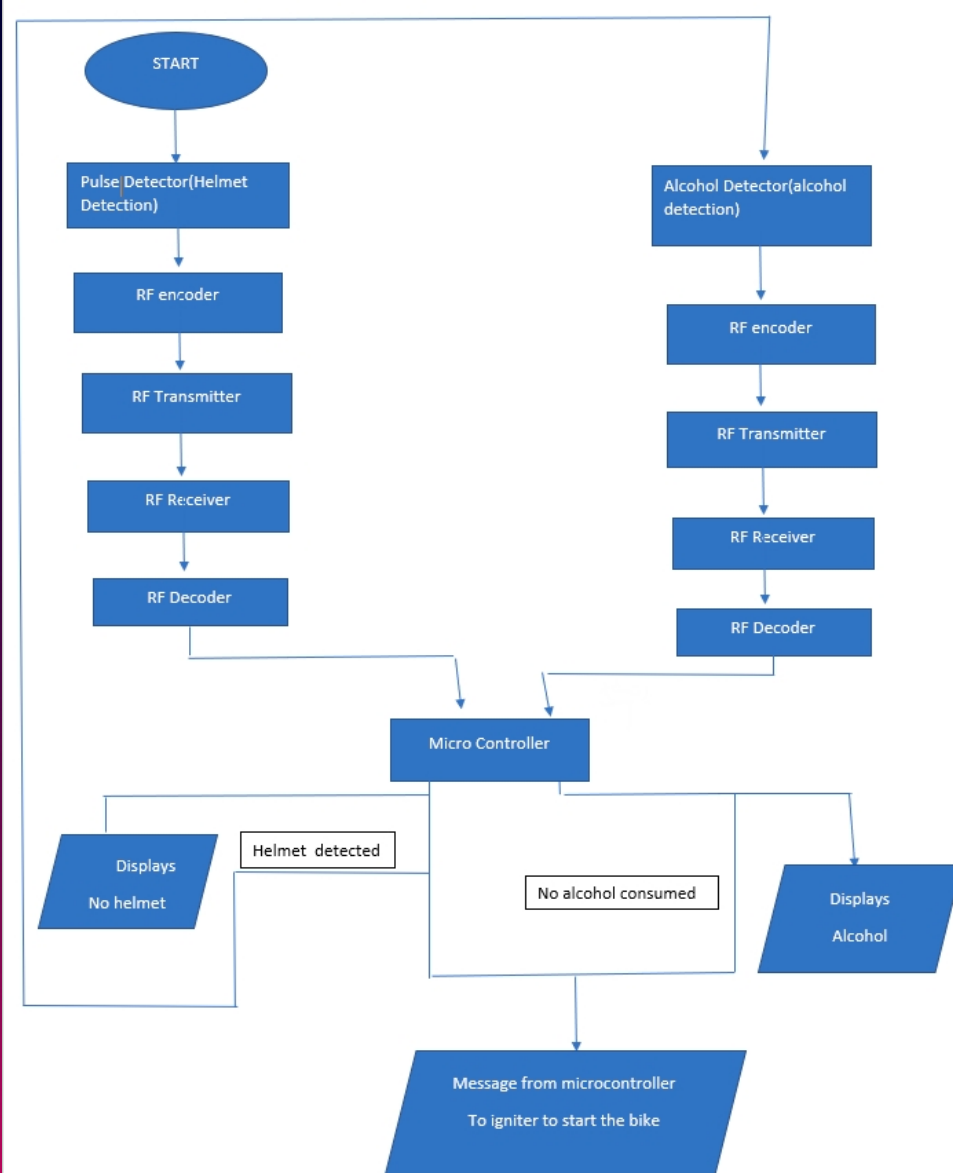 START
Pulse Detector(Helmet
Detection)
RF encoder
RF Transmitter
RF Receiver
RF Decoder
Alcohol Detector(alcohol
detection)
RF encoder
RF Transmitter
RF Receiver
RF Decoder
Micro Controller
Displays
No helmet
Helmet detected
No alcohol consumed
Displays
Alcohol
Message from microcontroller
To igniter to start the bike